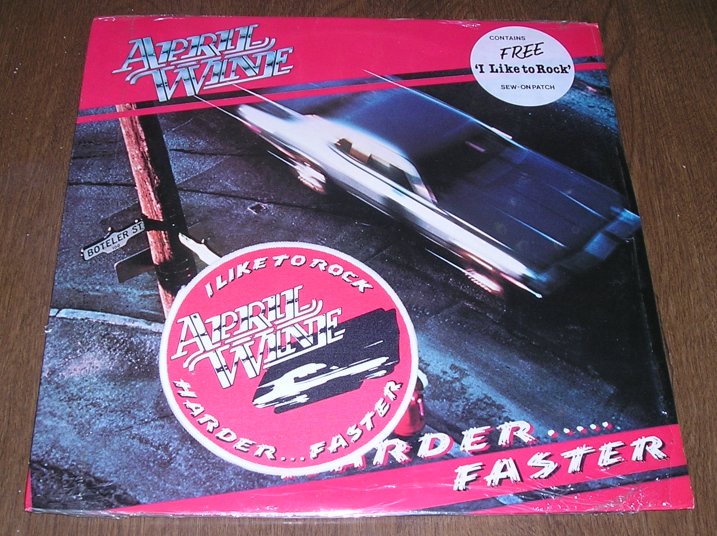 APRIL
WINE
CONTAINS
FREE
'I Like to Rock'
SEW-ON PATCH
BOTELER ST
I LIKE TO ROCK
APRIL
WINE
HARDER...FASTER
ARDER.....
FASTER